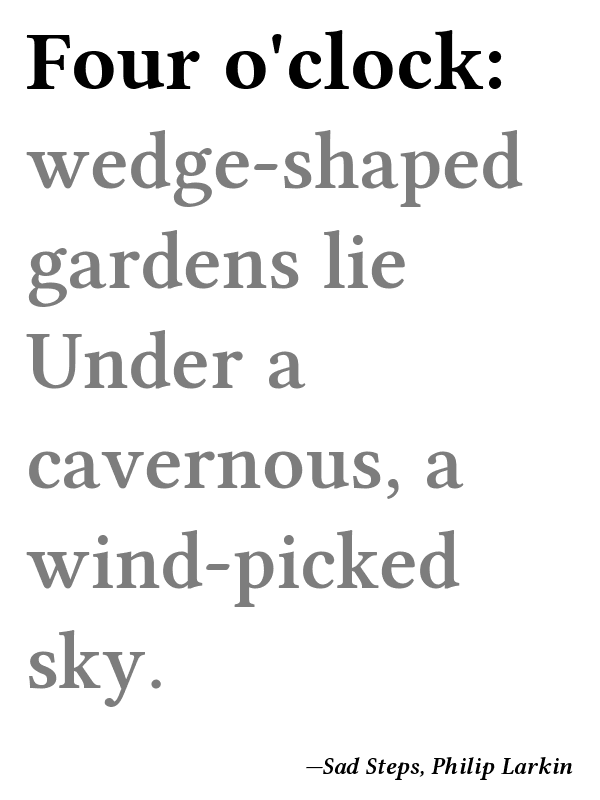 Four o'clock:
wedge-shaped
gardens lie
Under a
cavernous, a
wind-picked
sky.
—Sad Steps, Philip Larkin